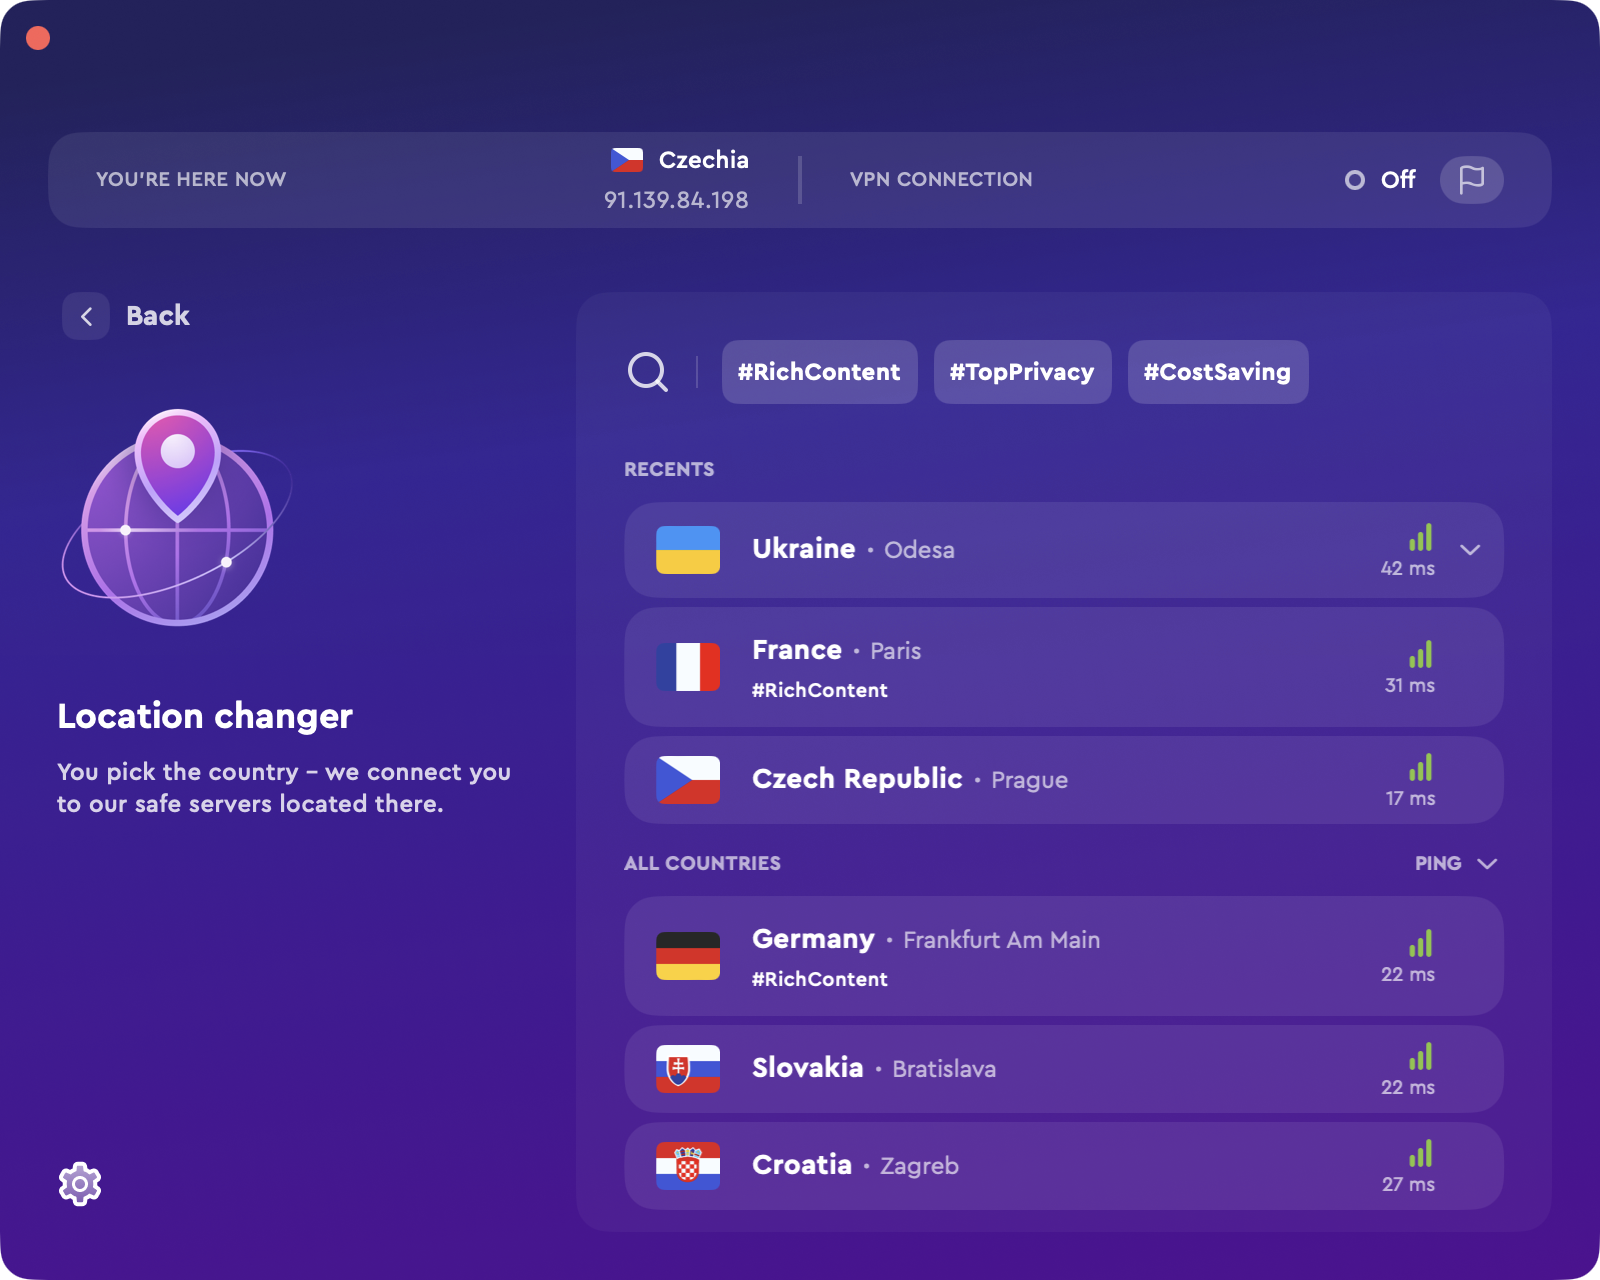 YOU'RE HERE NOW
Czechia
91.139.84.198
VPN CONNECTION
Off
Back
Location changer
You pick the country – we connect you
to our safe servers located there.
#RichContent
#TopPrivacy
#CostSaving
RECENTS
Ukraine • Odesa
42 ms
France • Paris
#RichContent
31 ms
Czech Republic • Prague
17 ms
ALL COUNTRIES
PING
Germany • Frankfurt Am Main
#RichContent
22 ms
Slovakia • Bratislava
22 ms
Croatia • Zagreb
27 ms